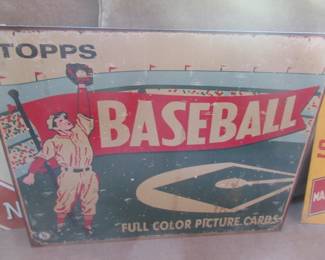 TOPPS
BASEBALL
FULL COLOR PICTURE CARDS